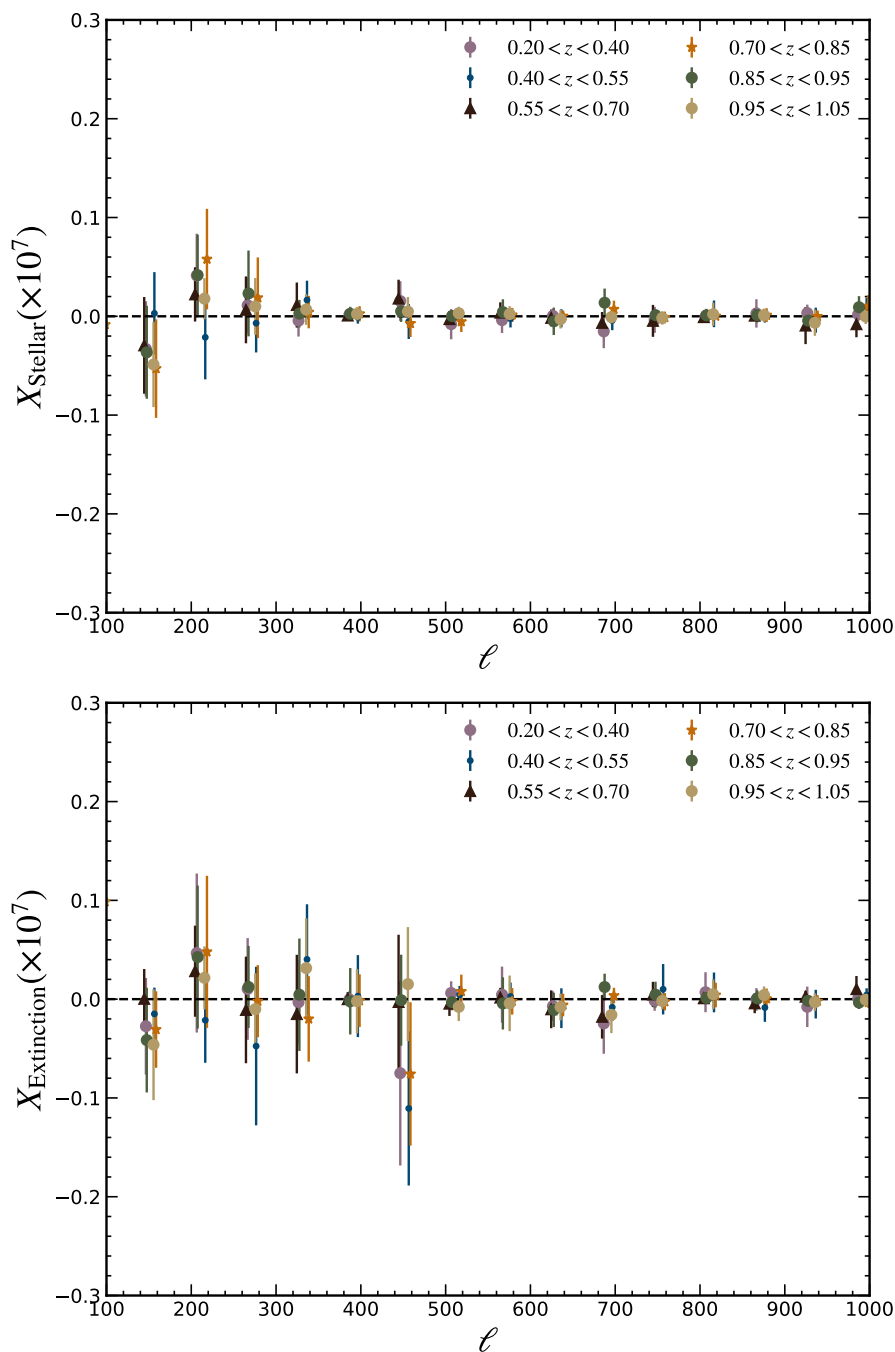 0.3
0.20 < z < 0.40
0.70 < z < 0.85
0.40 < z < 0.55
0.85 < z < 0.95
0.55 < z < 0.70
0.95 < z < 1.05
0.2
0.1
0.0
−0.1
−0.2
−0.3
X_Stellar(×10^7)
100 200 300 400 500 600 700 800 900 1000
ℓ
0.3
0.20 < z < 0.40
0.70 < z < 0.85
0.40 < z < 0.55
0.85 < z < 0.95
0.55 < z < 0.70
0.95 < z < 1.05
0.2
0.1
0.0
−0.1
−0.2
−0.3
X_Extinction(×10^7)
100 200 300 400 500 600 700 800 900 1000
ℓ